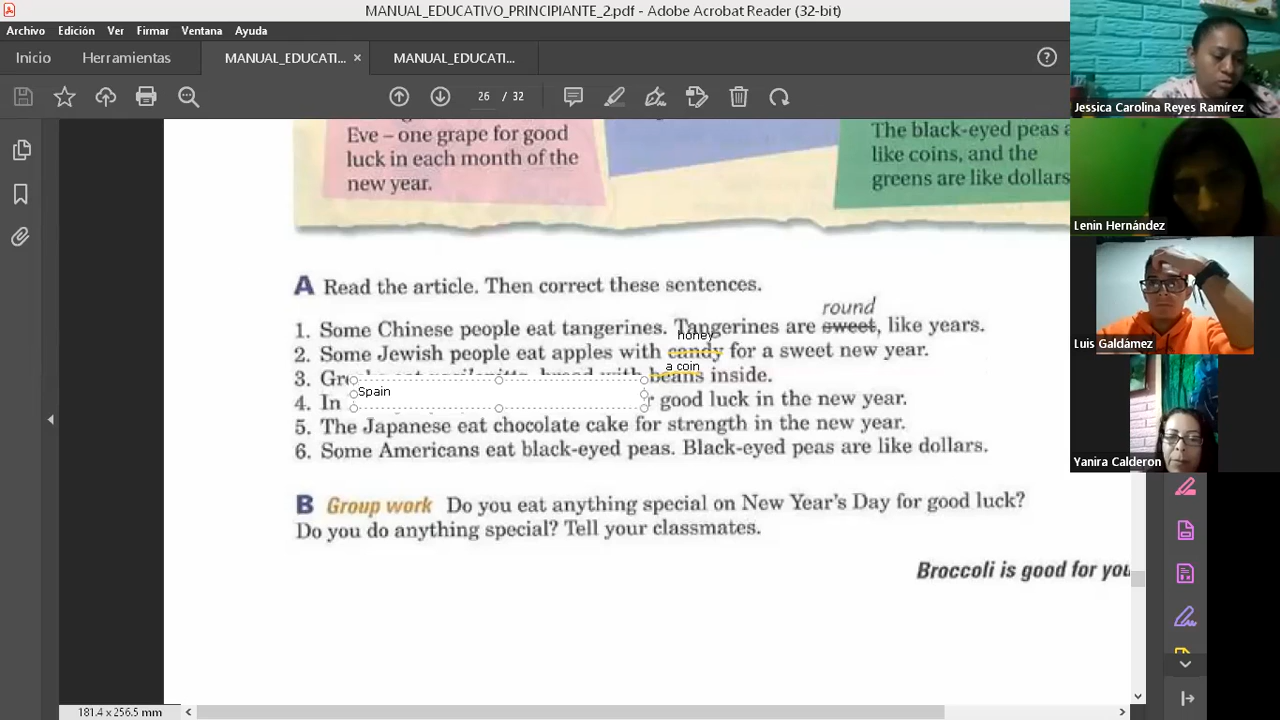 MANUAL_EDUCATIVO_PRINCIPIANTE_2.pdf - Adobe Acrobat Reader (32-bit)
Archivo Edición Ver Firmar Ventana Ayuda
Inicio Herramientas MANUAL_EDUCATI... × MANUAL_EDUCATI...
26 / 32
Eve – one grape for good
luck in each month of the
new year.
The black-eyed peas
like coins, and the
greens are like dollars
A Read the article. Then correct these sentences.
round
1. Some Chinese people eat tangerines. Tangerines are sweet, like years.
honey
2. Some Jewish people eat apples with candy for a sweet new year.
a coin
3. beans inside.
Spain
4. In good luck in the new year.
5. The Japanese eat chocolate cake for strength in the new year.
6. Some Americans eat black-eyed peas. Black-eyed peas are like dollars.
B Group work Do you eat anything special on New Year's Day for good luck?
Do you do anything special? Tell your classmates.
Broccoli is good for you
181.4 x 256.5 mm
Jessica Carolina Reyes Ramírez
Lenin Hernández
Luis Galdámez
Yanira Calderon